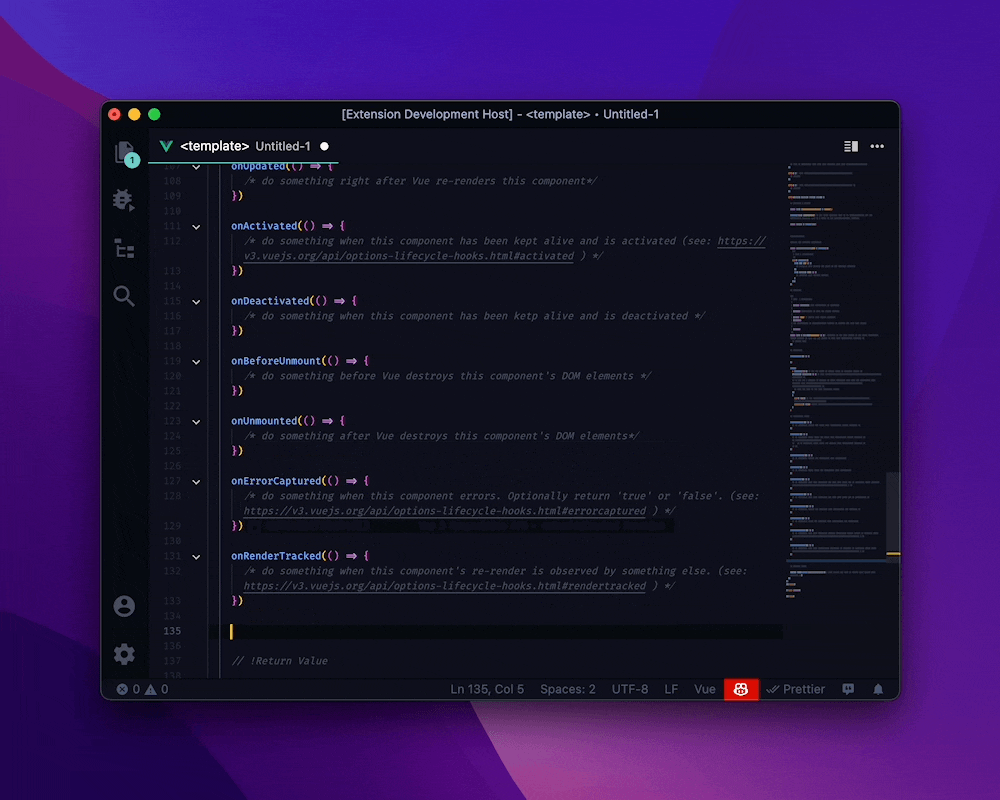 [Extension Development Host] - <template> • Untitled-1
1
<template> Untitled-1
107 onUpdated(() ⇒ {
108 /* do something right after Vue re-renders this component*/
109 })
110
111 onActivated(() ⇒ {
112 /* do something when this component has been kept alive and is activated (see: https://
v3.vuejs.org/api/options-lifecycle-hooks.html#activated ) */
113 })
114
115 onDeactivated(() ⇒ {
116 /* do something when this component has been ketp alive and is deactivated */
117 })
118
119 onBeforeUnmount(() ⇒ {
120 /* do something before Vue destroys this component's DOM elements */
121 })
122
123 onUnmounted(() ⇒ {
124 /* do something after Vue destroys this component's DOM elements*/
125 })
126
127 onErrorCaptured(() ⇒ {
128 /* do something when this component errors. Optionally return 'true' or 'false'. (see:
https://v3.vuejs.org/api/options-lifecycle-hooks.html#errorcaptured ) */
129 })
130
131 onRenderTracked(() ⇒ {
132 /* do something when this component's re-render is observed by something else. (see:
https://v3.vuejs.org/api/options-lifecycle-hooks.html#rendertracked ) */
133 })
134
135
136
137 // !Return Value
138
0 0 Ln 135, Col 5 Spaces: 2 UTF-8 LF Vue Prettier